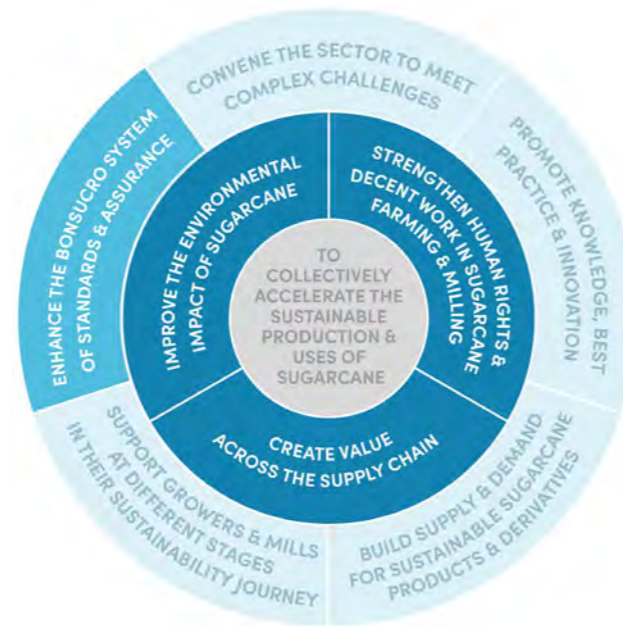 CONVENE THE SECTOR TO MEET
COMPLEX CHALLENGES
PROMOTE KNOWLEDGE, BEST
PRACTICE & INNOVATION
BUILD SUPPLY & DEMAND
FOR SUSTAINABLE SUGARCANE
PRODUCTS & DERIVATIVES
SUPPORT GROWERS & MILLS
AT DIFFERENT STAGES
IN THEIR SUSTAINABILITY JOURNEY
ENHANCE THE BONSUCRO SYSTEM
OF STANDARDS & ASSURANCE
IMPROVE THE ENVIRONMENTAL
IMPACT OF SUGARCANE
STRENGTHEN HUMAN RIGHTS &
DECENT WORK IN SUGARCANE
FARMING & MILLING
CREATE VALUE
ACROSS THE SUPPLY CHAIN
TO
COLLECTIVELY
ACCELERATE THE
SUSTAINABLE
PRODUCTION &
USES OF
SUGARCANE